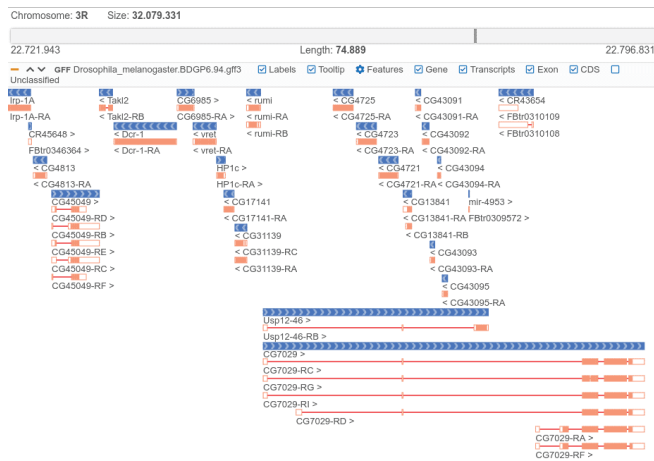 Chromosome: 3R Size: 32.079.331
22.721.943 Length: 74.889 22.796.831
GFF Drosophila_melanogaster.BDGP6.94.gff3 Labels Tooltip Features Gene Transcripts Exon CDS
Unclassified
Irp-1A < Takl2 CG6985 > < rumi < CG4725 < CG43091 < CR43654
Irp-1A-RA < Takl2-RB CG6985-RA > < rumi-RA < CG4725-RA < CG43091-RA < FBtr0310109
CR45648 > < Dcr-1 < vret < rumi-RB < CG4723 < CG43092 < FBtr0310108
FBtr0346364 > < Dcr-1-RA < vret-RA < CG4723-RA < CG43092-RA
< CG4813 HP1c > < CG4721 < CG43094
< CG4813-RA HP1c-RA > < CG4721-RA < CG43094-RA
CG45049 > < CG17141 < CG13841 mir-4953 >
CG45049-RD > < CG17141-RA < CG13841-RA FBtr0309572 >
CG45049-RB > < CG31139 < CG13841-RB
CG45049-RE > < CG31139-RC < CG43093
CG45049-RC > < CG31139-RA < CG43093-RA
CG45049-RF > < CG43095
< CG43095-RA
Usp12-46 >
Usp12-46-RB >
CG7029 >
CG7029-RC >
CG7029-RG >
CG7029-RI >
CG7029-RD >
CG7029-RA >
CG7029-RF >